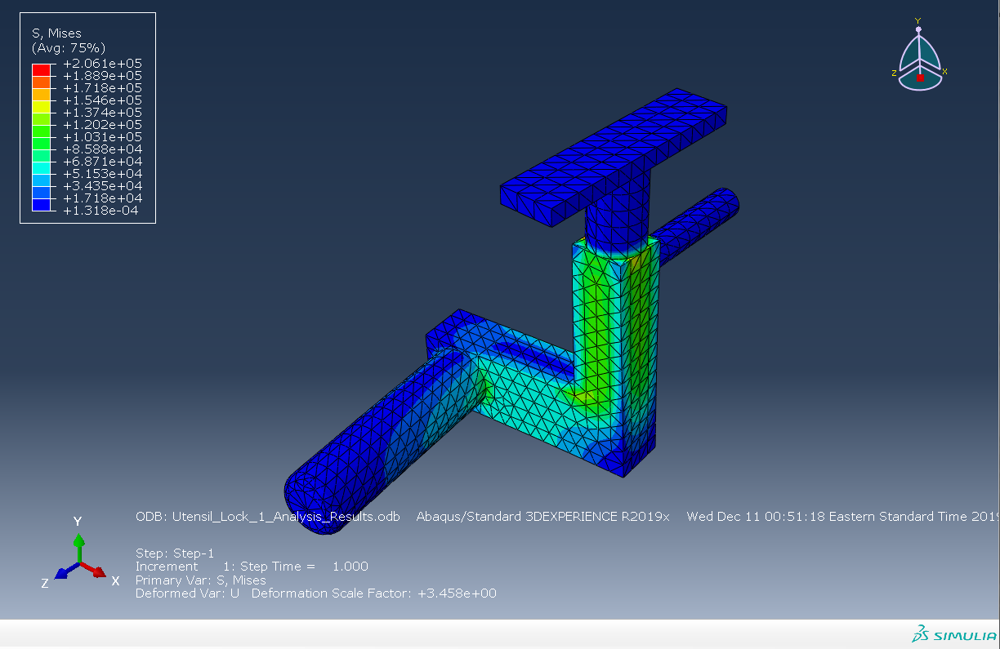 S, Mises
(Avg: 75%)
+2.061e+05
+1.889e+05
+1.718e+05
+1.546e+05
+1.374e+05
+1.202e+05
+1.031e+05
+8.588e+04
+6.871e+04
+5.153e+04
+3.435e+04
+1.718e+04
+1.318e-04
Y
Z
X
ODB: Utensil_Lock_1_Analysis_Results.odb Abaqus/Standard 3DEXPERIENCE R2019x Wed Dec 11 00:51:18 Eastern Standard Time 2019
Y
Z
X
Step: Step-1
Increment 1: Step Time = 1.000
Primary Var: S, Mises
Deformed Var: U Deformation Scale Factor: +3.458e+00
SIMULIA